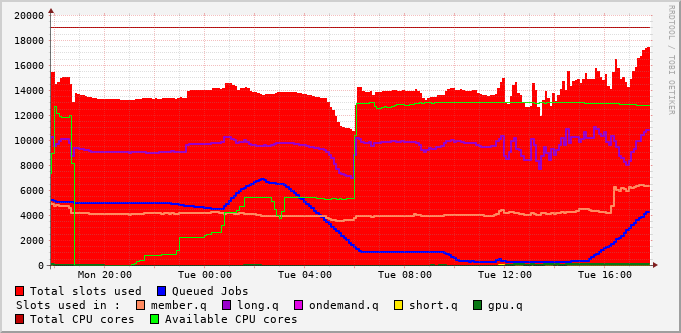 20000
18000
16000
14000
12000
10000
8000
6000
4000
2000
0
Mon 20:00 Tue 00:00 Tue 04:00 Tue 08:00 Tue 12:00 Tue 16:00
Total slots used Queued Jobs
Slots used in : member.q long.q ondemand.q short.q gpu.q
Total CPU cores Available CPU cores
RRDTOOL / TOBI OETIKER